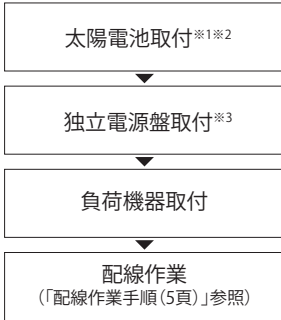 太陽電池取付※1※2
独立電源盤取付※3
負荷機器取付
配線作業
（「配線作業手順（5頁）」参照）